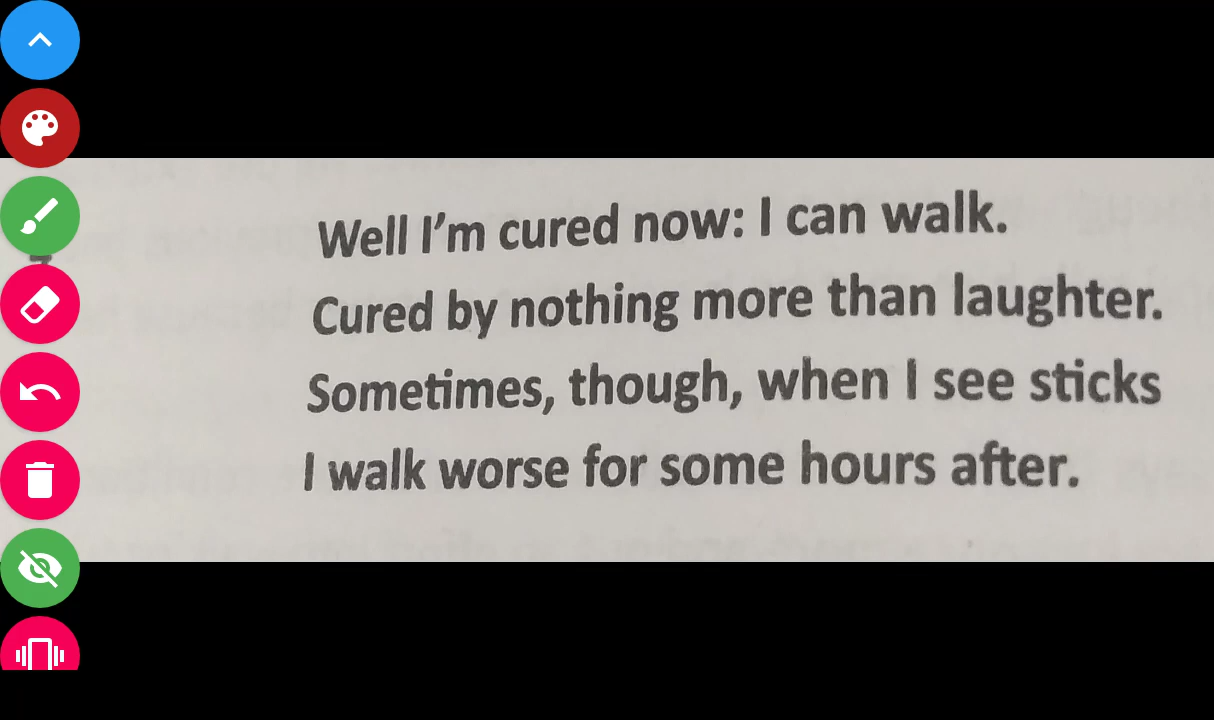 Well I'm cured now: I can walk.
Cured by nothing more than laughter.
Sometimes, though, when I see sticks
I walk worse for some hours after.